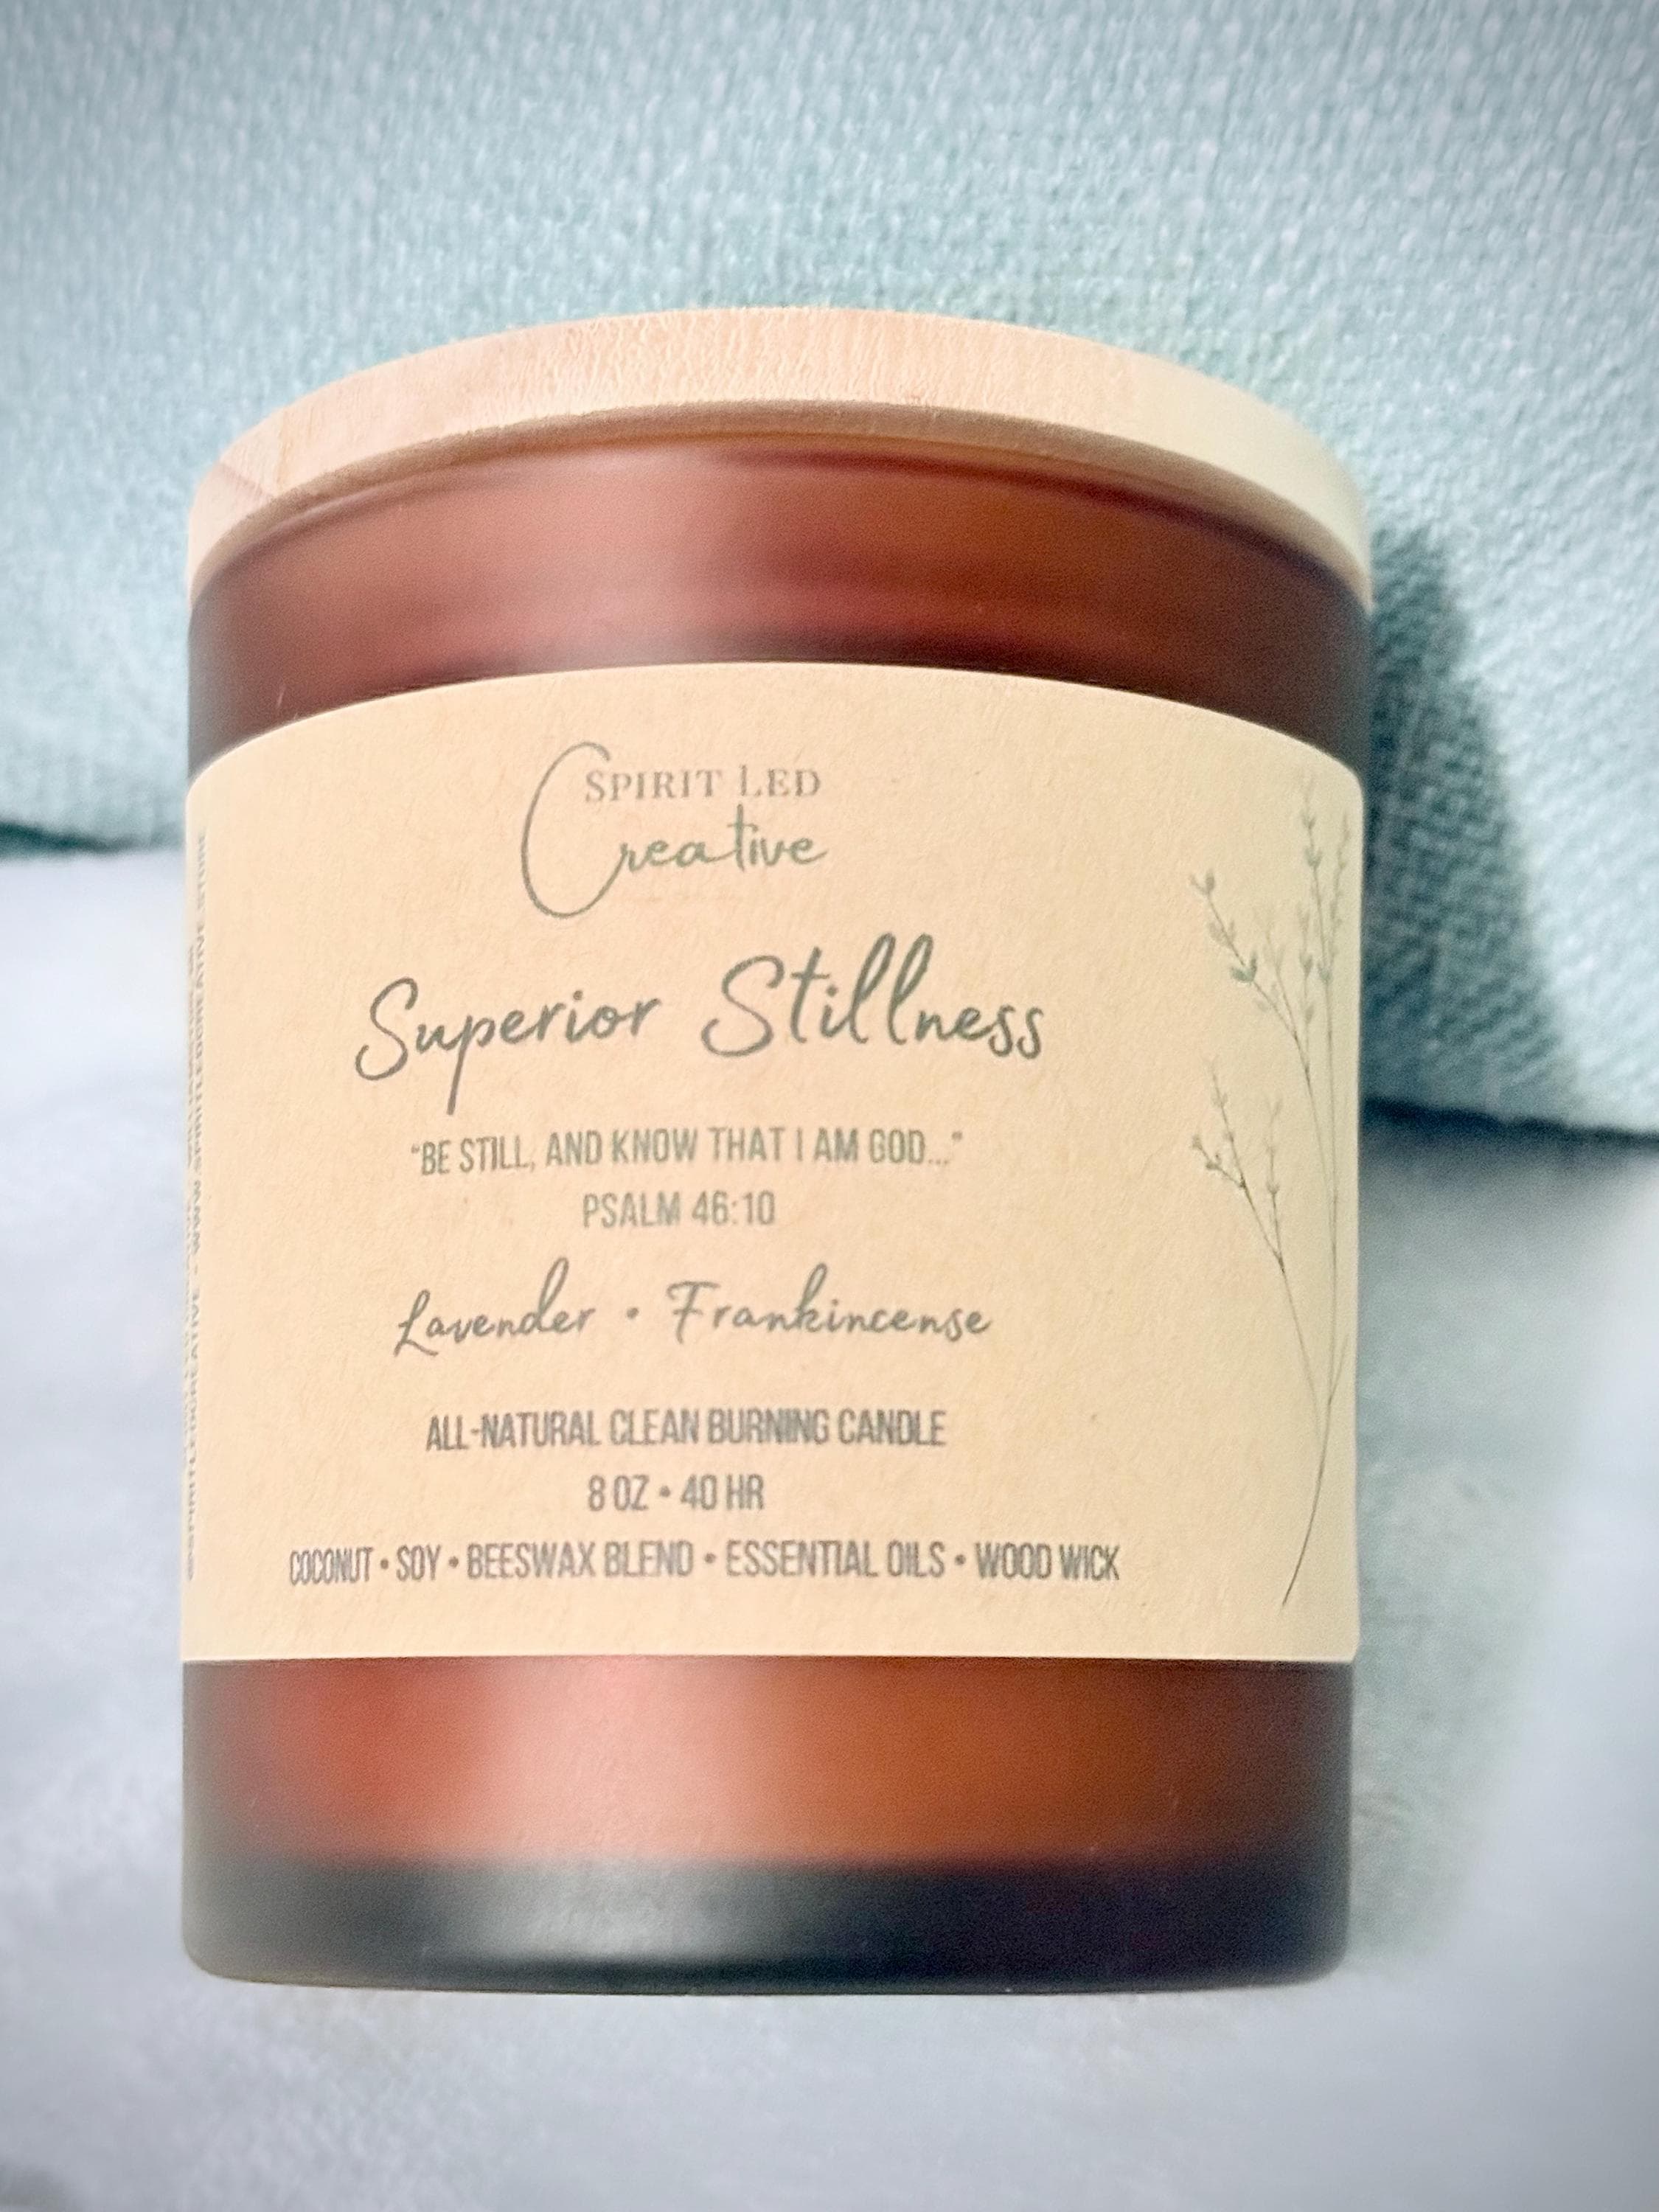 SPIRIT LED
Creative
Superior Stillness
"BE STILL, AND KNOW THAT I AM GOD..."
PSALM 46:10
Lavender • Frankincense
ALL-NATURAL CLEAN BURNING CANDLE
8 OZ • 40 HR
COCONUT • SOY • BEESWAX BLEND • ESSENTIAL OILS • WOOD WICK